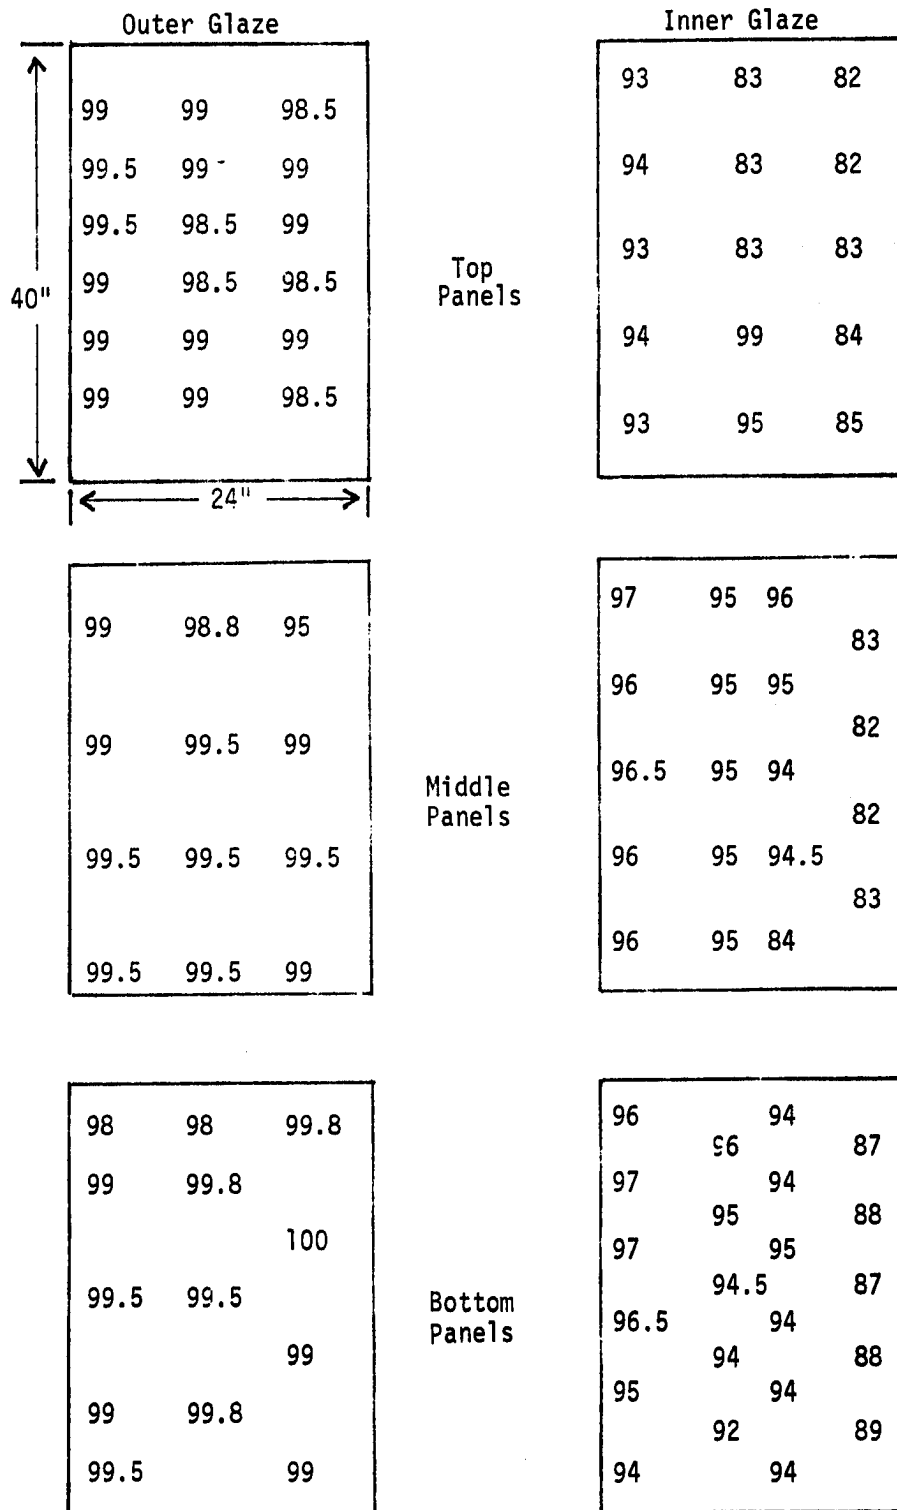 Outer Glaze
99 99 98.5
99.5 99 99
99.5 98.5 99
99 98.5 98.5
99 99 99
99 99 98.5
40"
24"
Top
Panels
Inner Glaze
93 83 82
94 83 82
93 83 83
94 99 84
93 95 85
99 98.8 95
99 99.5 99
99.5 99.5 99.5
99.5 99.5 99
Middle
Panels
97 95 96
83
96 95 95
82
96.5 95 94
82
96 95 94.5
83
96 95 84
98 98 99.8
99 99.8
100
99.5 99.5
99
99 99.8
99.5 99
Bottom
Panels
96 94
96 87
97 94
95 88
97 95
94.5 87
96.5 94
94 88
95 94
92 89
94 94